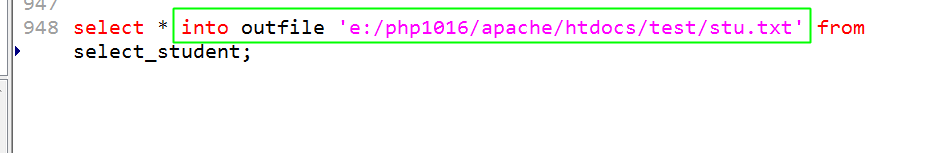 947
948 select * into outfile 'e:/php1016/apache/htdocs/test/stu.txt' from
select_student;